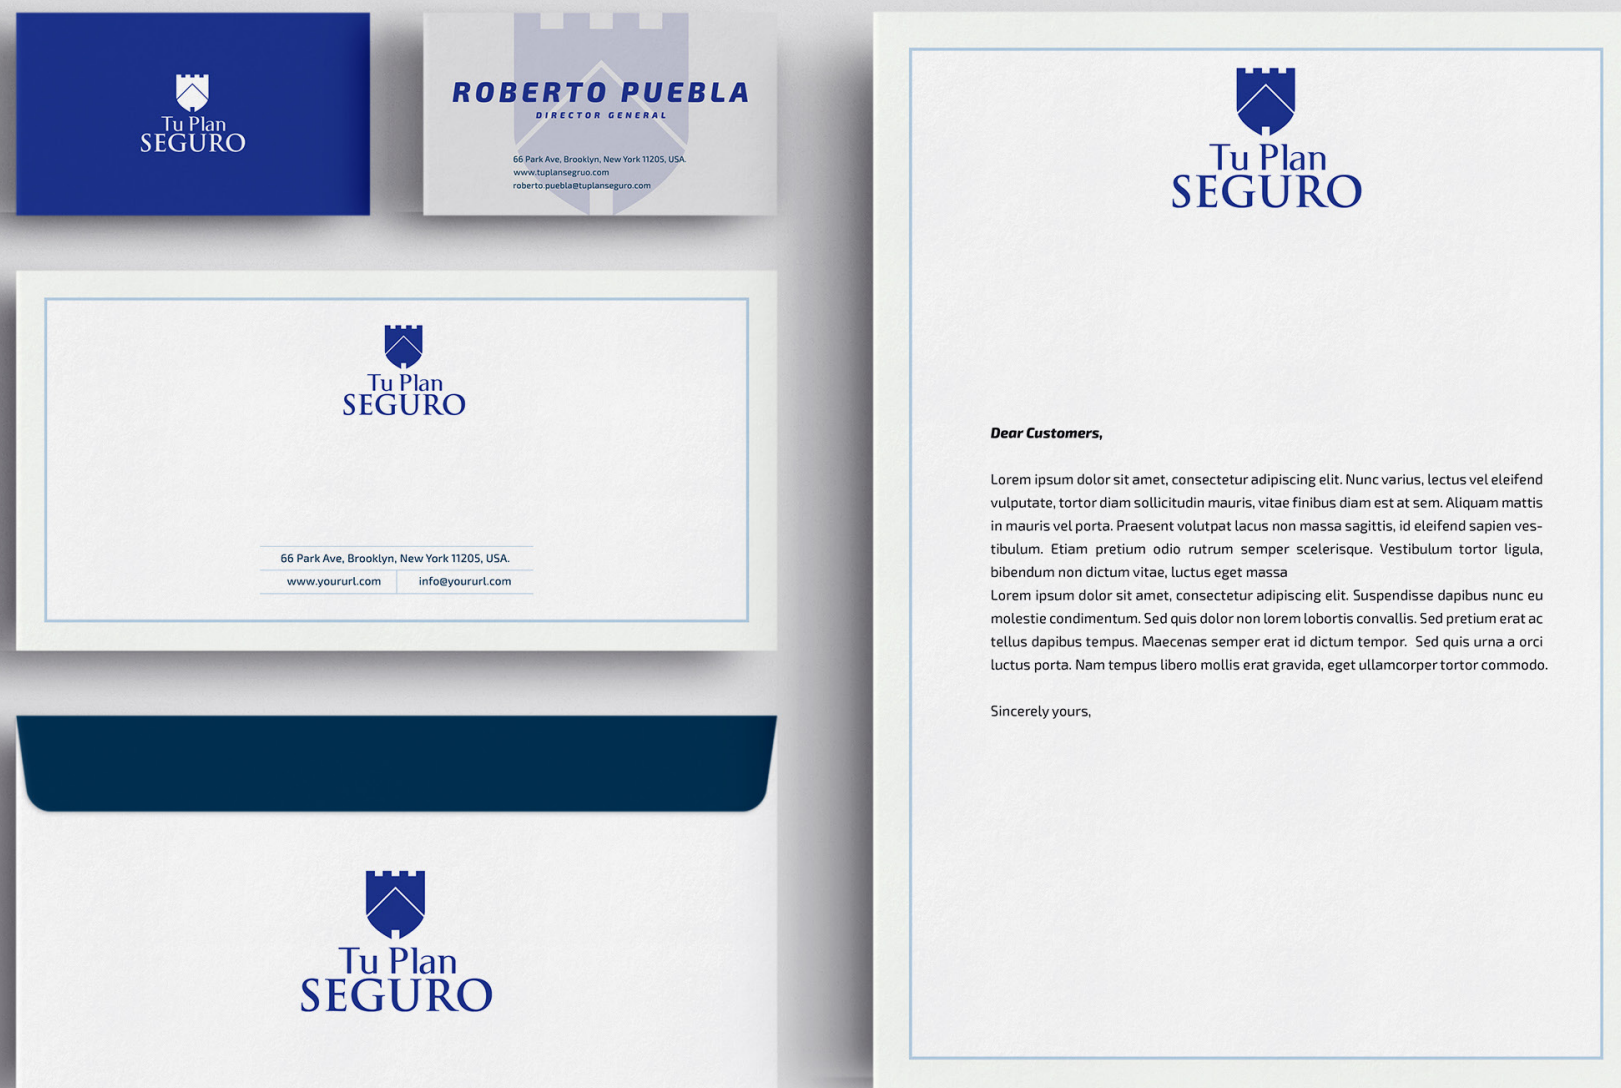 Tu Plan
SEGURO
ROBERTO PUEBLA
DIRECTOR GENERAL
66 Park Ave, Brooklyn, New York 11205, USA.
www.tuplansegruo.com
roberto.puebla@tuplanseguro.com
Tu Plan
SEGURO
66 Park Ave, Brooklyn, New York 11205, USA.
www.yoururl.com info@yoururl.com
Tu Plan
SEGURO
Tu Plan
SEGURO
Dear Customers,
Lorem ipsum dolor sit amet, consectetur adipiscing elit. Nunc varius, lectus vel eleifend
vulputate, tortor diam sollicitudin mauris, vitae finibus diam est at sem. Aliquam mattis
in mauris vel porta. Praesent volutpat lacus non massa sagittis, id eleifend sapien ves-
tibulum. Etiam pretium odio rutrum semper scelerisque. Vestibulum tortor ligula,
bibendum non dictum vitae, luctus eget massa
Lorem ipsum dolor sit amet, consectetur adipiscing elit. Suspendisse dapibus nunc eu
molestie condimentum. Sed quis dolor non lorem lobortis convallis. Sed pretium erat ac
tellus dapibus tempus. Maecenas semper erat id dictum tempor. Sed quis urna a orci
luctus porta. Nam tempus libero mollis erat gravida, eget ullamcorper tortor commodo.
Sincerely yours,